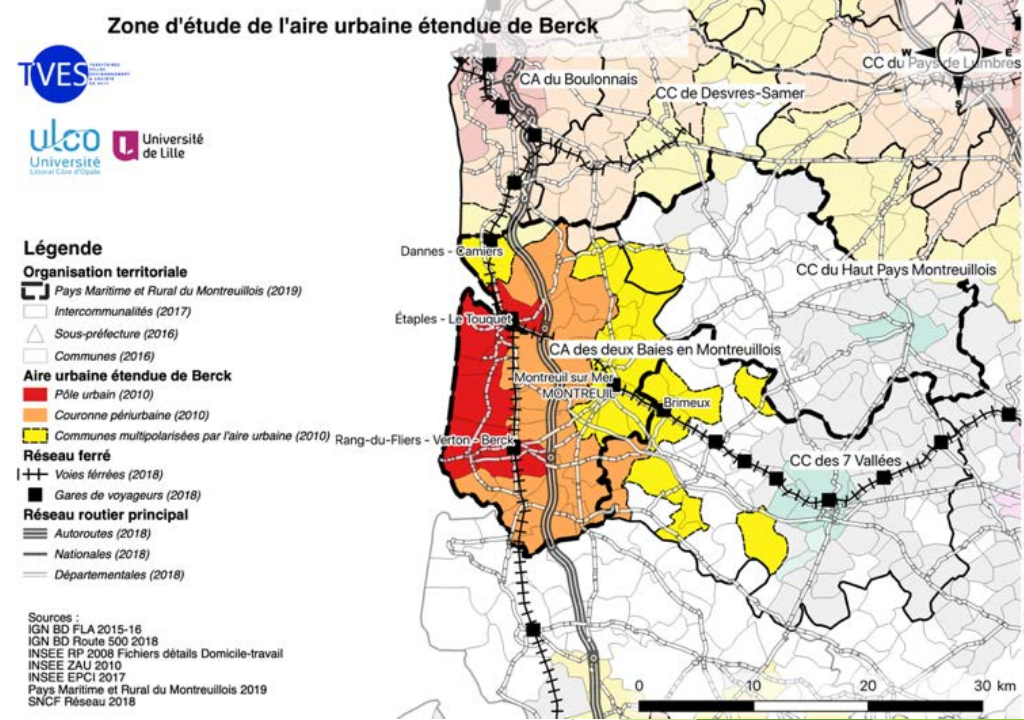 Zone d'étude de l'aire urbaine étendue de Berck
TVES
ulco
Université
Littoral Côte d'Opale
Université
de Lille
N
W
E
S
CA du Boulonnais
CC de Desvres-Samer
CC du Pays de Lumbres
Dannes - Camiers
CC du Haut Pays Montreuillois
Étaples - Le Touquet
CA des deux Baies en Montreuillois
Montreuil sur Mer
MONTREUIL
Brimeux
Rang-du-Fliers - Verton - Berck
CC des 7 Vallées
Légende
Organisation territoriale
Pays Maritime et Rural du Montreuillois (2019)
Intercommunalités (2017)
Sous-préfecture (2016)
Communes (2016)
Aire urbaine étendue de Berck
Pôle urbain (2010)
Couronne périurbaine (2010)
Communes multipolarisées par l'aire urbaine (2010)
Réseau ferré
Voies férrées (2018)
Gares de voyageurs (2018)
Réseau routier principal
Autoroutes (2018)
Nationales (2018)
Départementales (2018)
Sources :
IGN BD FLA 2015-16
IGN BD Route 500 2018
INSEE RP 2008 Fichiers détails Domicile-travail
INSEE ZAU 2010
INSEE EPCI 2017
Pays Maritime et Rural du Montreuillois 2019
SNCF Réseau 2018
0 10 20 30 km